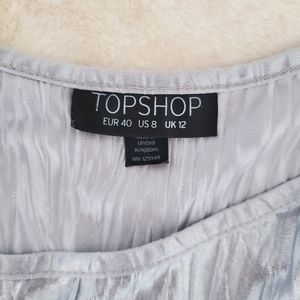 TOPSHOP
EUR 40 US 8 UK 12
United
Kingdom